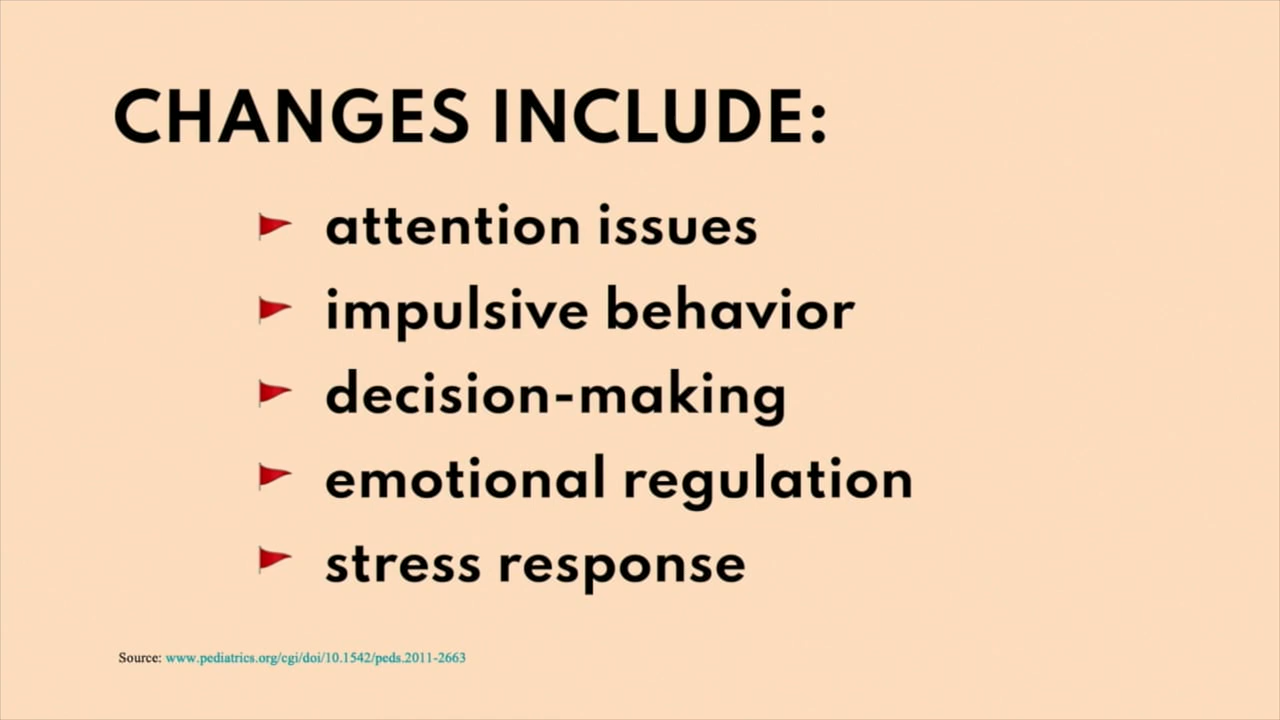 CHANGES INCLUDE:
attention issues
impulsive behavior
decision-making
emotional regulation
stress response
Source: www.pediatrics.org/cgi/doi/10.1542/peds.2011-2663